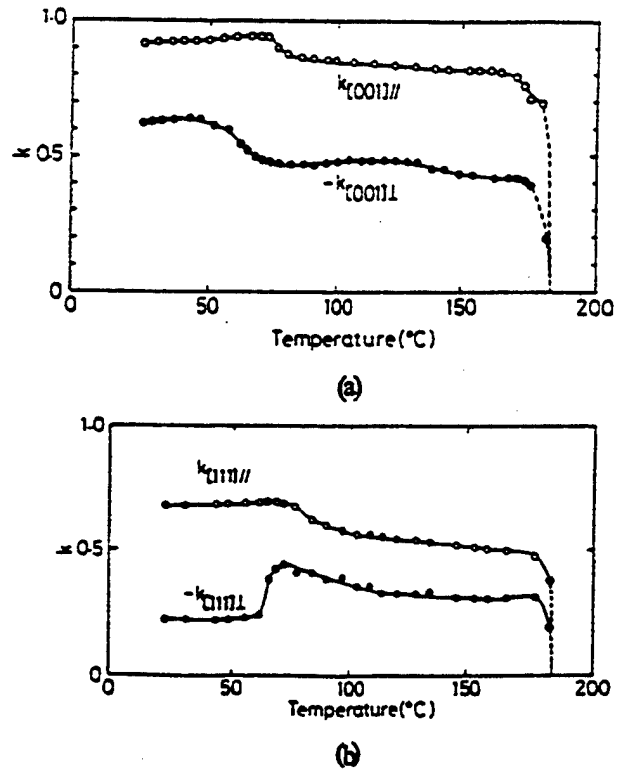 1.0
k[001]//
k
0.5
-k[001]⊥
0
0 50 100 150 200
Temperature(°C)
(a)
1.0
k[111]//
k
0.5
-k[111]⊥
0
0 50 100 150 200
Temperature(°C)
(b)